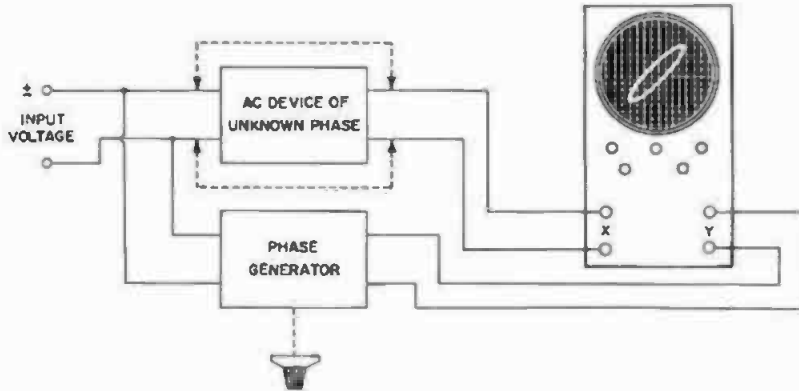 ±
INPUT
VOLTAGE
AC DEVICE OF
UNKNOWN PHASE
PHASE
GENERATOR
X
Y